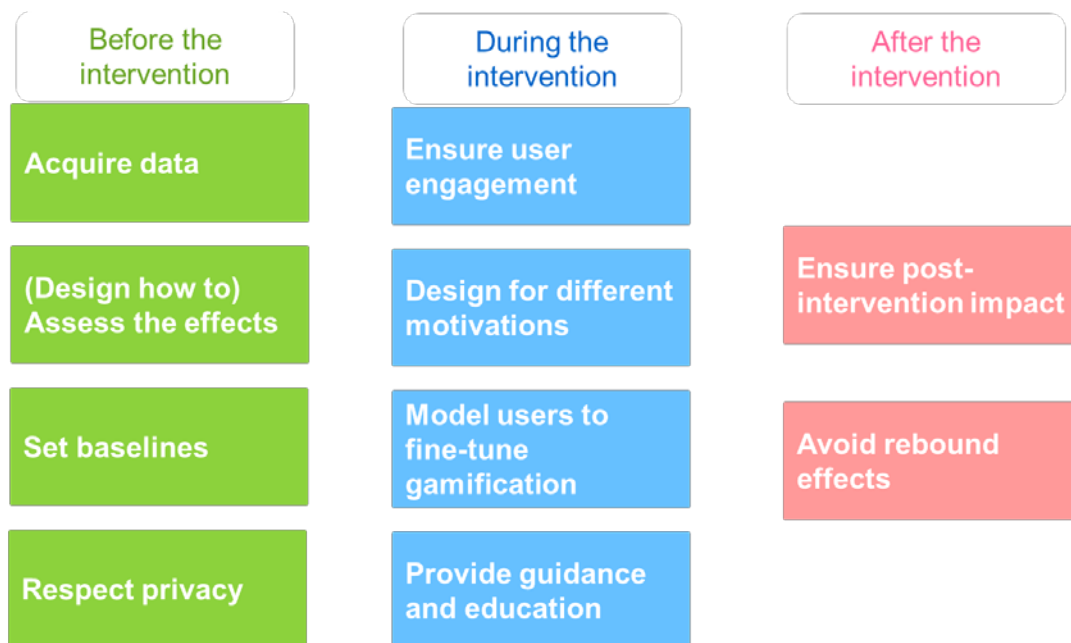 Before the
intervention
During the
intervention
After the
intervention
Acquire data
(Design how to)
Assess the effects
Set baselines
Respect privacy
Ensure user
engagement
Design for different
motivations
Model users to
fine-tune
gamification
Provide guidance
and education
Ensure post-
intervention impact
Avoid rebound
effects